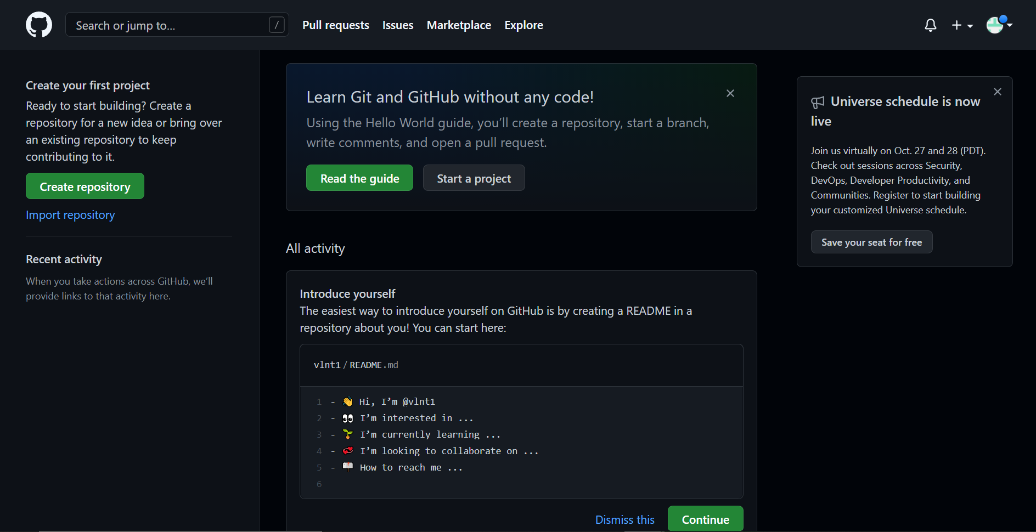 Search or jump to... /
Pull requests
Issues
Marketplace
Explore
Create your first project
Ready to start building? Create a
repository for a new idea or bring over
an existing repository to keep
contributing to it.
Create repository
Import repository
Recent activity
When you take actions across GitHub, we'll
provide links to that activity here.
Learn Git and GitHub without any code!
Using the Hello World guide, you'll create a repository, start a branch,
write comments, and open a pull request.
Read the guide
Start a project
All activity
Introduce yourself
The easiest way to introduce yourself on GitHub is by creating a README in a
repository about you! You can start here:
vlnt1/README.md
1 - 👋 Hi, I'm @vlnt1
2 - 👀 I'm interested in ...
3 - 🌱 I'm currently learning ...
4 - 💞️ I'm looking to collaborate on ...
5 - 📖 How to reach me ...
6
Dismiss this
Continue
Universe schedule is now
live
Join us virtually on Oct. 27 and 28 (PDT).
Check out sessions across Security,
DevOps, Developer Productivity, and
Communities. Register to start building
your customized Universe schedule.
Save your seat for free